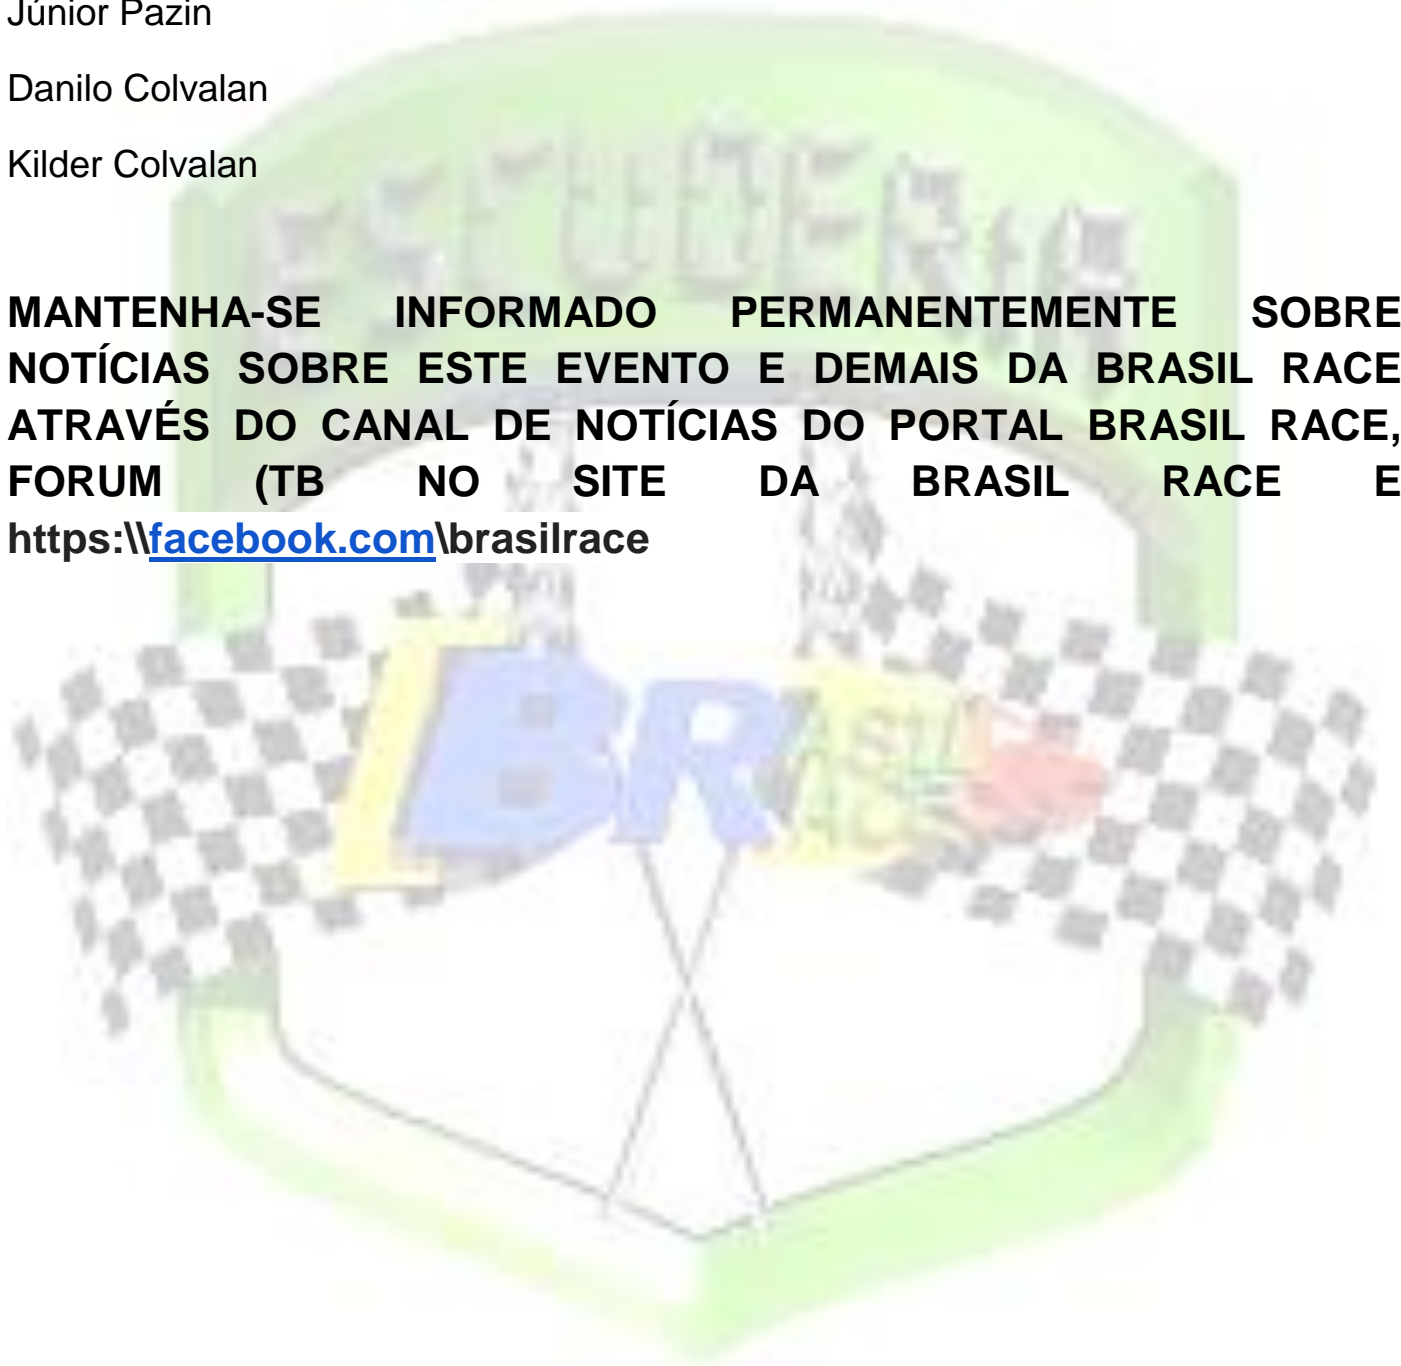 Júnior Pazin
Danilo Colvalan
Kilder Colvalan
ESCUDERIA
MANTENHA-SE INFORMADO PERMANENTEMENTE SOBRE
NOTÍCIAS SOBRE ESTE EVENTO E DEMAIS DA BRASIL RACE
ATRAVÉS DO CANAL DE NOTÍCIAS DO PORTAL BRASIL RACE,
FORUM (TB NO SITE DA BRASIL RACE E
https:\\facebook.com\brasilrace
BR